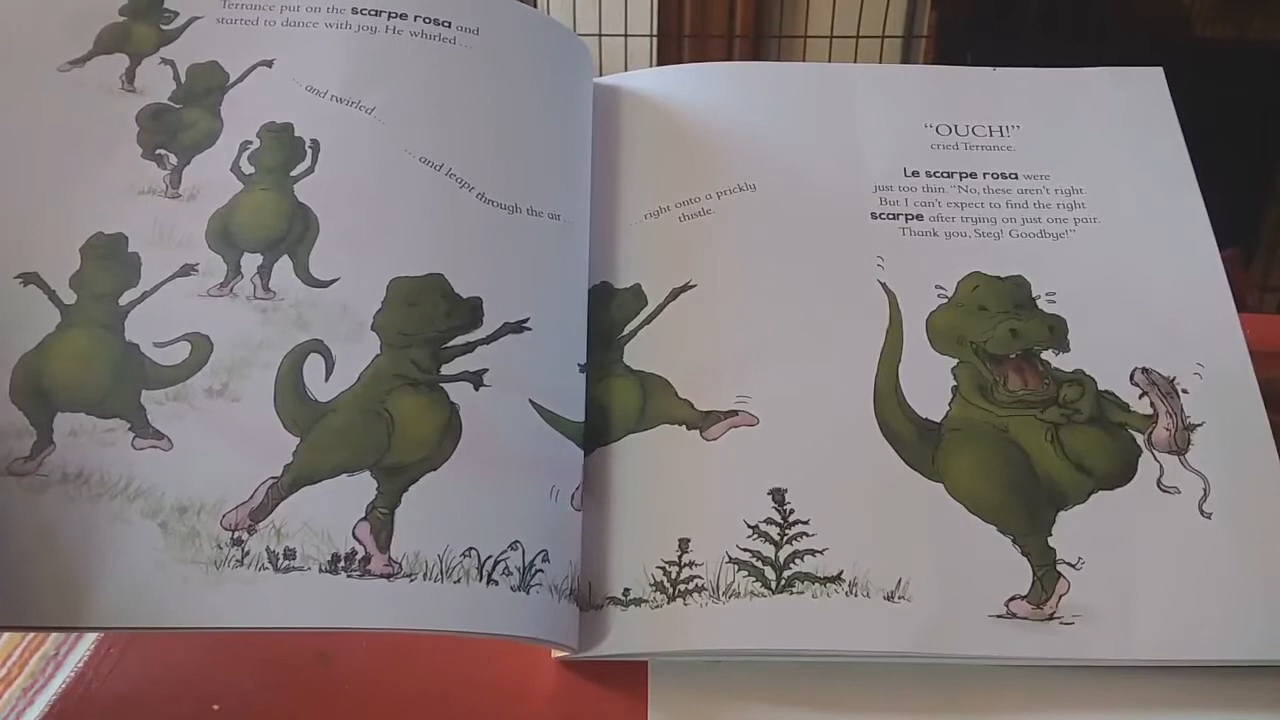 Terrance put on the scarpe rosa and
started to dance with joy. He whirled...
...and twirled...
...and leapt through the air...
...right onto a prickly
thistle.
“OUCH!”
cried Terrance.
Le scarpe rosa were
just too thin. “No, these aren't right.
But I can't expect to find the right
scarpe after trying on just one pair.
Thank you, Steg! Goodbye!”